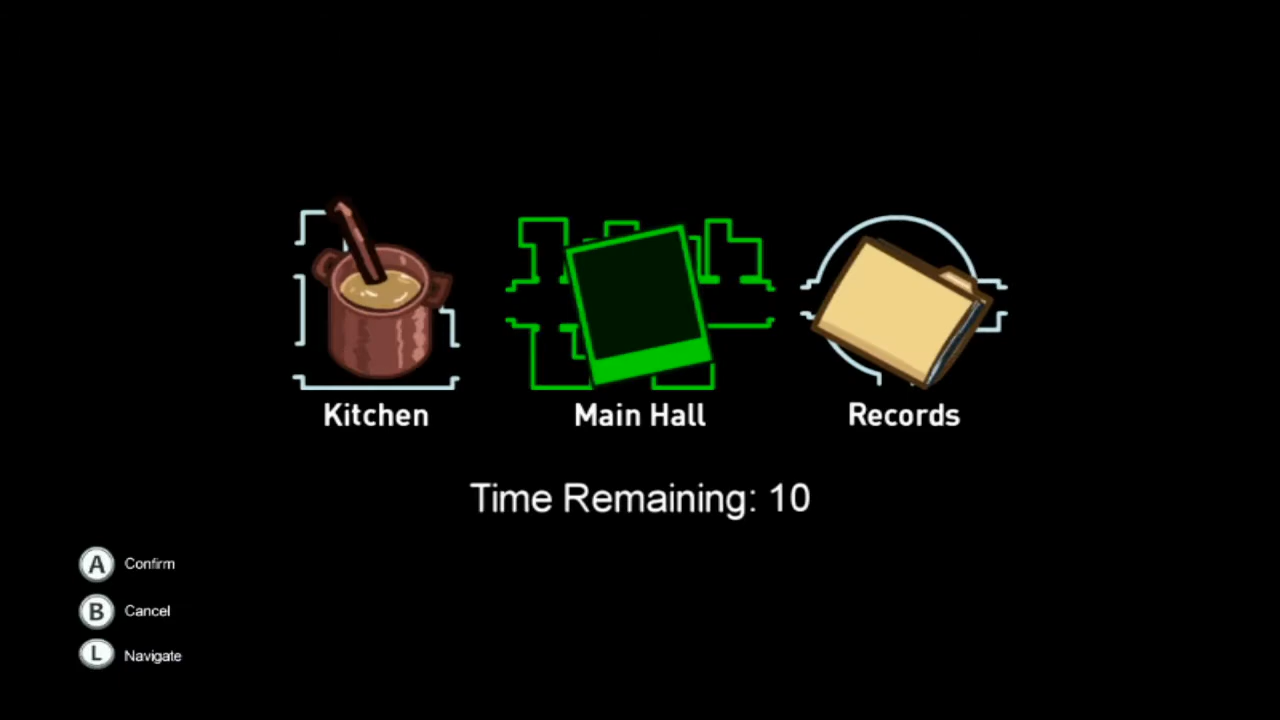 Kitchen
Main Hall
Records
Time Remaining: 10
A Confirm
B Cancel
L Navigate